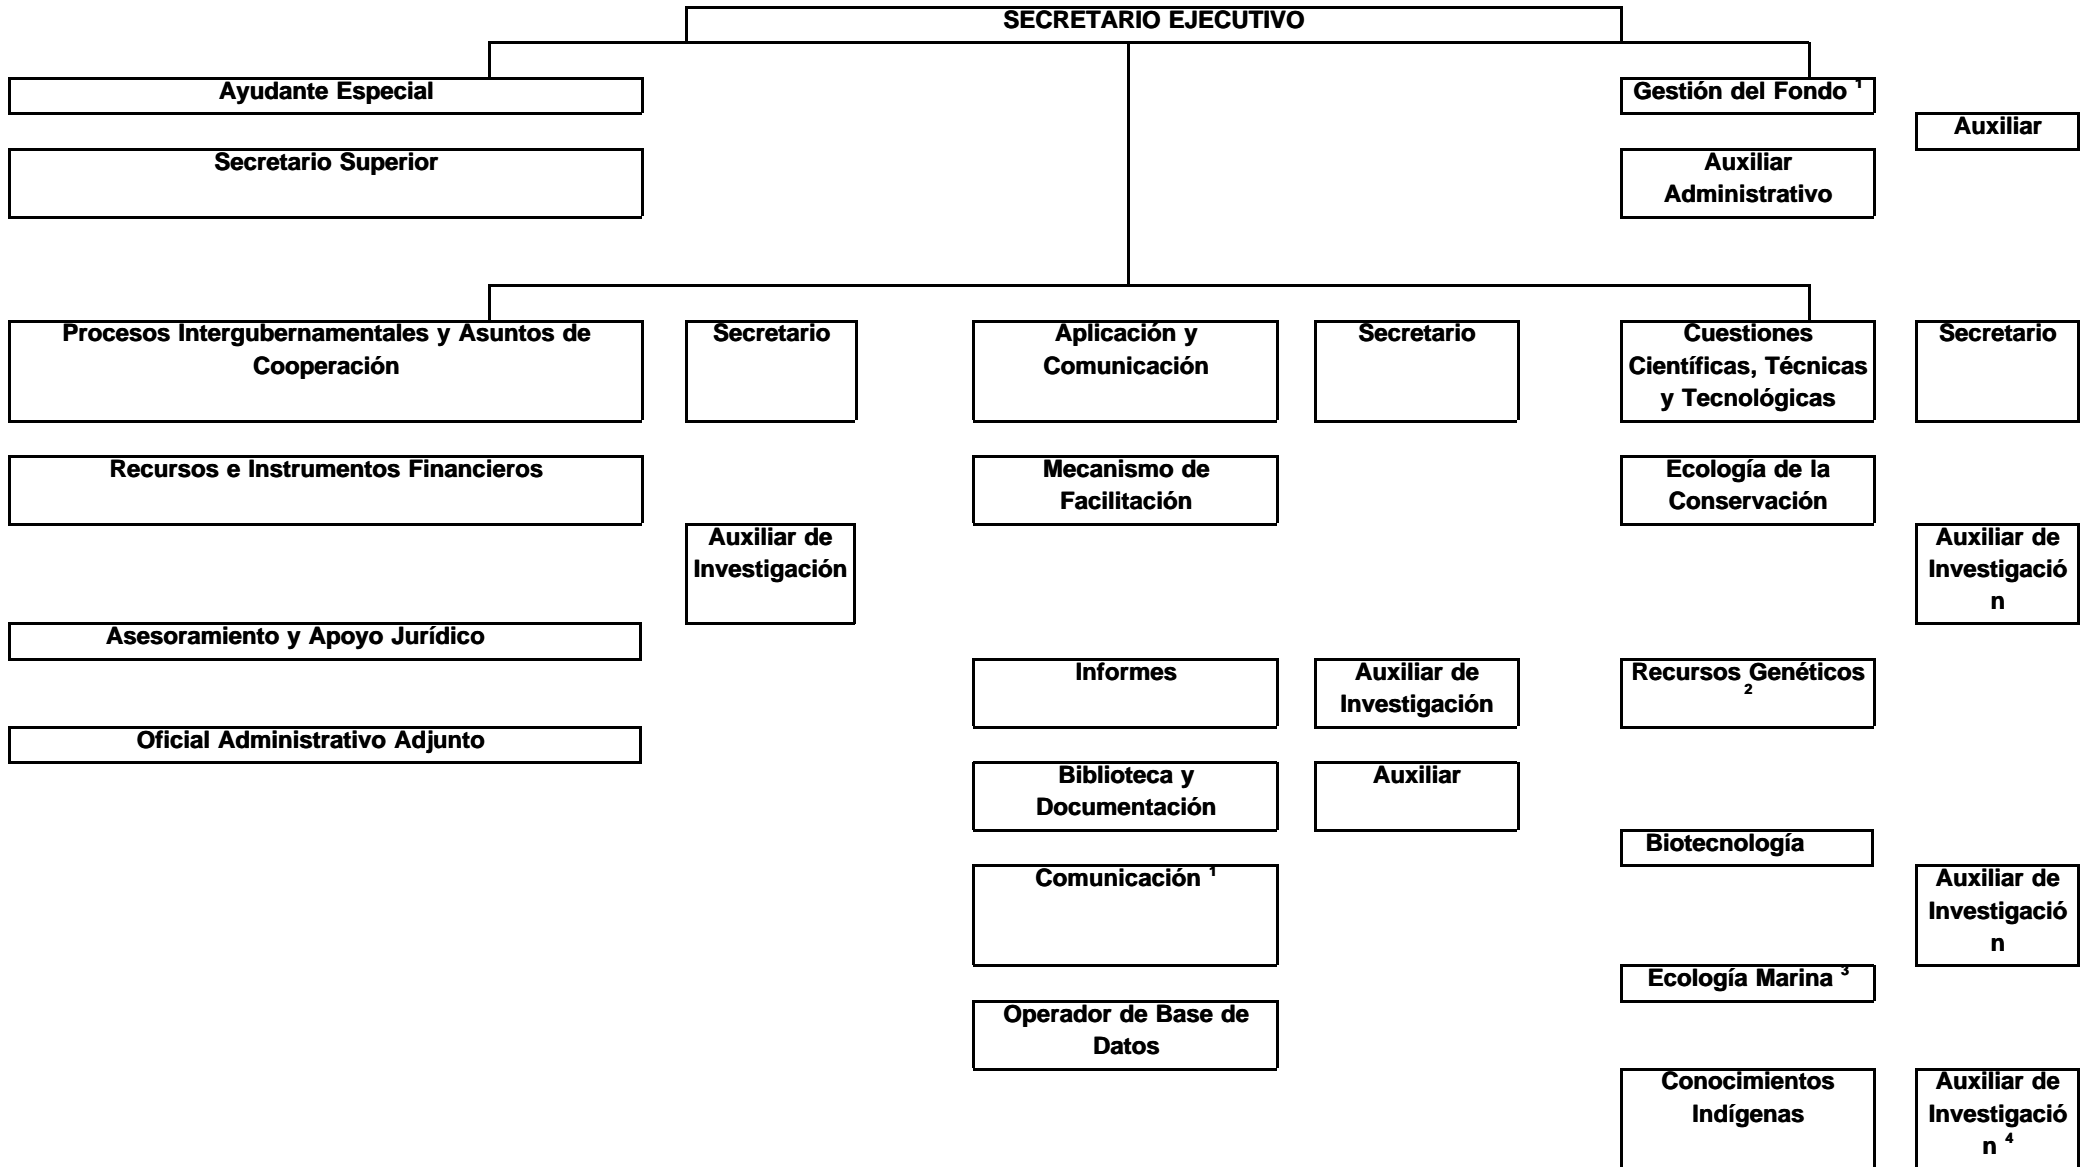 SECRETARIO EJECUTIVO
Ayudante Especial
Gestión del Fondo ¹
Auxiliar
Secretario Superior
Auxiliar
Administrativo
Procesos Intergubernamentales y Asuntos de
Cooperación
Secretario
Aplicación y
Comunicación
Secretario
Cuestiones
Científicas, Técnicas
y Tecnológicas
Secretario
Recursos e Instrumentos Financieros
Mecanismo de
Facilitación
Ecología de la
Conservación
Auxiliar de
Investigación
Auxiliar de
Investigació
n
Asesoramiento y Apoyo Jurídico
Informes
Auxiliar de
Investigación
Recursos Genéticos
²
Oficial Administrativo Adjunto
Biblioteca y
Documentación
Auxiliar
Biotecnología
Comunicación ¹
Auxiliar de
Investigació
n
Ecología Marina ³
Operador de Base de
Datos
Conocimientos
Indígenas
Auxiliar de
Investigació
n ⁴